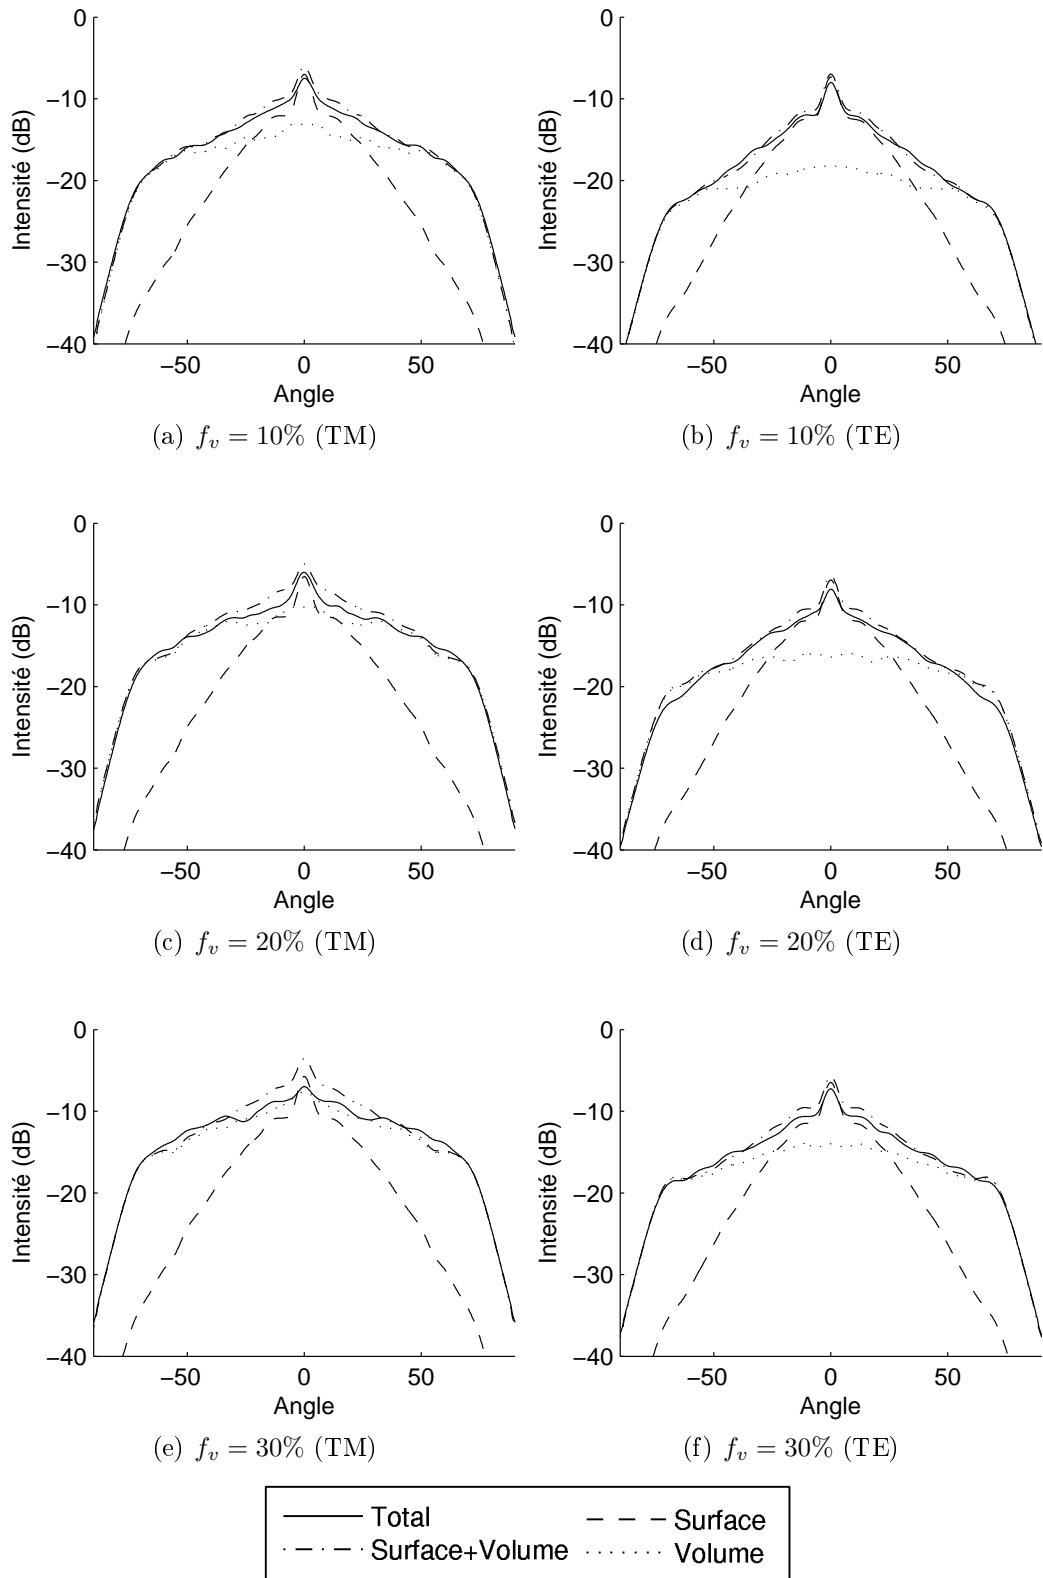 0
−10
−20
−30
−40
Intensité (dB)
−50 0 50
Angle
(a) f_v = 10% (TM)
0
−10
−20
−30
−40
Intensité (dB)
−50 0 50
Angle
(b) f_v = 10% (TE)
0
−10
−20
−30
−40
Intensité (dB)
−50 0 50
Angle
(c) f_v = 20% (TM)
0
−10
−20
−30
−40
Intensité (dB)
−50 0 50
Angle
(d) f_v = 20% (TE)
0
−10
−20
−30
−40
Intensité (dB)
−50 0 50
Angle
(e) f_v = 30% (TM)
0
−10
−20
−30
−40
Intensité (dB)
−50 0 50
Angle
(f) f_v = 30% (TE)
Total
Surface
Surface+Volume
Volume